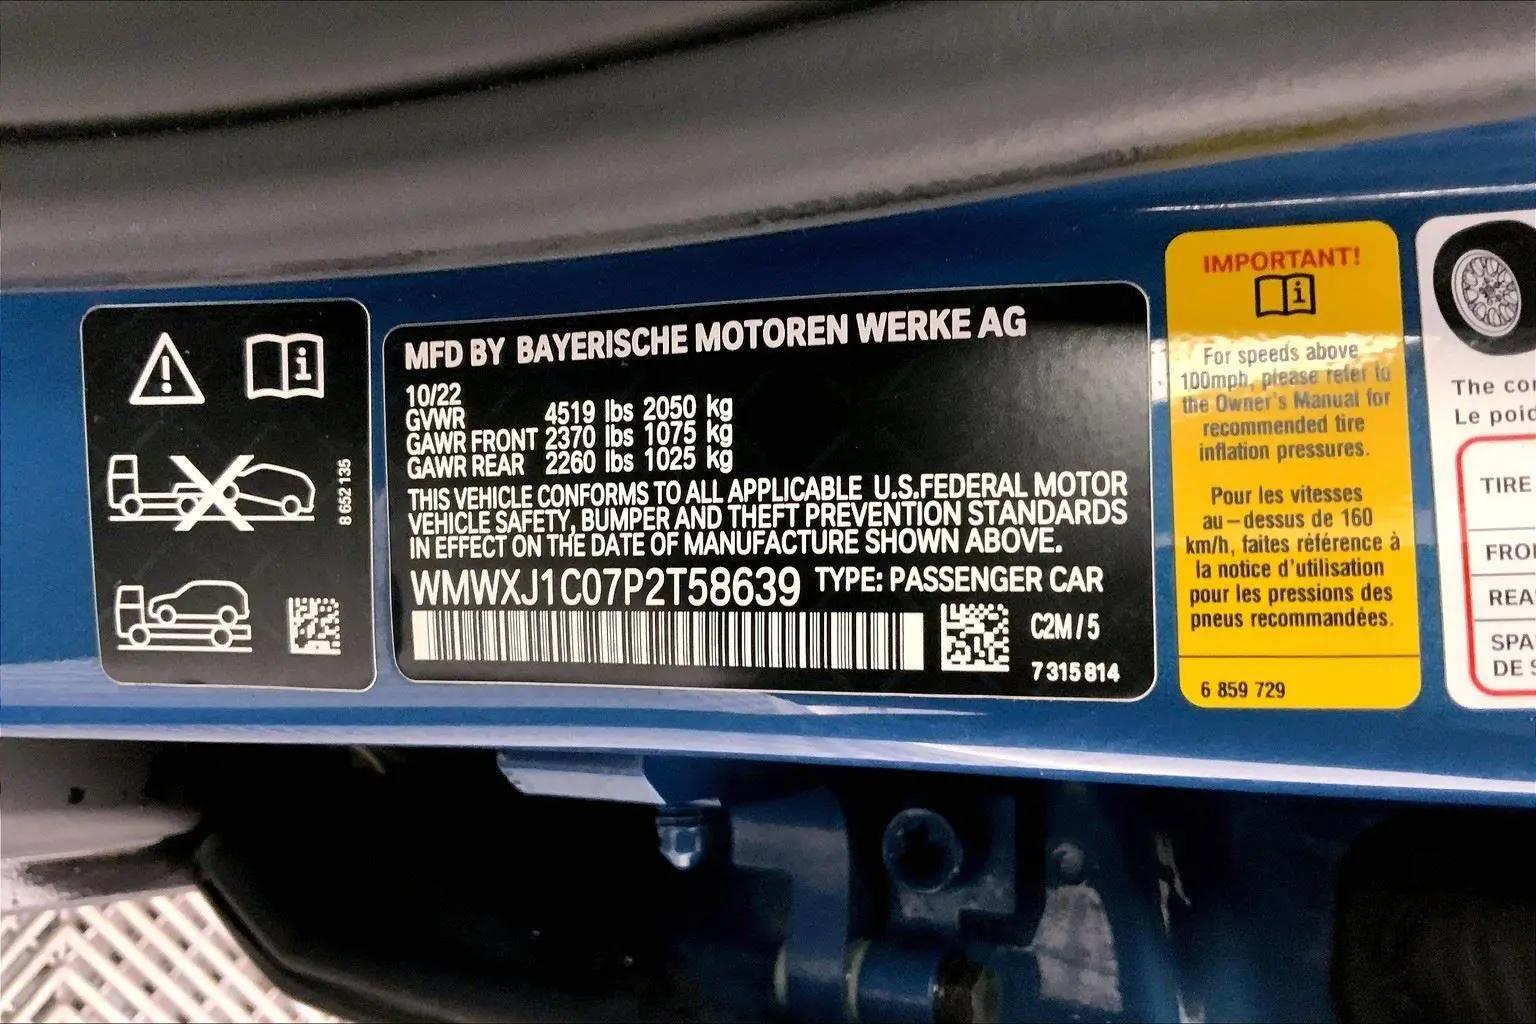 8 652 135
MFD BY BAYERISCHE MOTOREN WERKE AG
10/22
GVWR 4519 lbs 2050 kg
GAWR FRONT 2370 lbs 1075 kg
GAWR REAR 2260 lbs 1025 kg
THIS VEHICLE CONFORMS TO ALL APPLICABLE U.S.FEDERAL MOTOR
VEHICLE SAFETY, BUMPER AND THEFT PREVENTION STANDARDS
IN EFFECT ON THE DATE OF MANUFACTURE SHOWN ABOVE.
WMWXJ1C07P2T58639 TYPE: PASSENGER CAR
C2M / 5
7 315 814
IMPORTANT!
For speeds above
100mph, please refer to
the Owner's Manual for
recommended tire
inflation pressures.
Pour les vitesses
au-dessus de 160
km/h, faites référence à
la notice d'utilisation
pour les pressions des
pneus recommandées.
6 859 729
The
Le
TIRE
DE